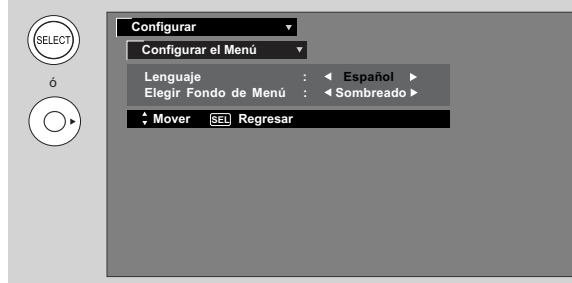 SELECT
ó
Configurar
Configurar el Menú
Lenguaje : Español
Elegir Fondo de Menú : Sombreado
Mover SEL Regresar